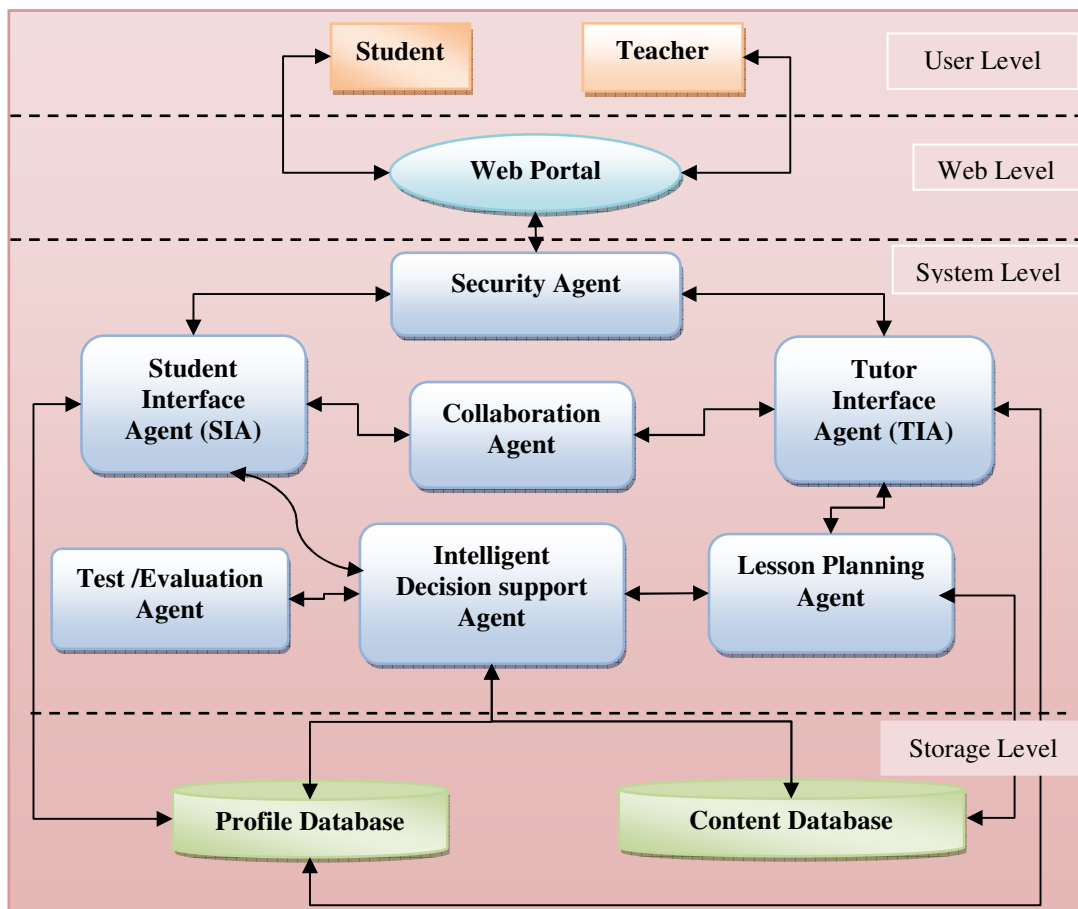 Student
Teacher
User Level
Web Portal
Web Level
Security Agent
System Level
Student
Interface
Agent (SIA)
Collaboration
Agent
Tutor
Interface
Agent (TIA)
Test /Evaluation
Agent
Intelligent
Decision support
Agent
Lesson Planning
Agent
Storage Level
Profile Database
Content Database